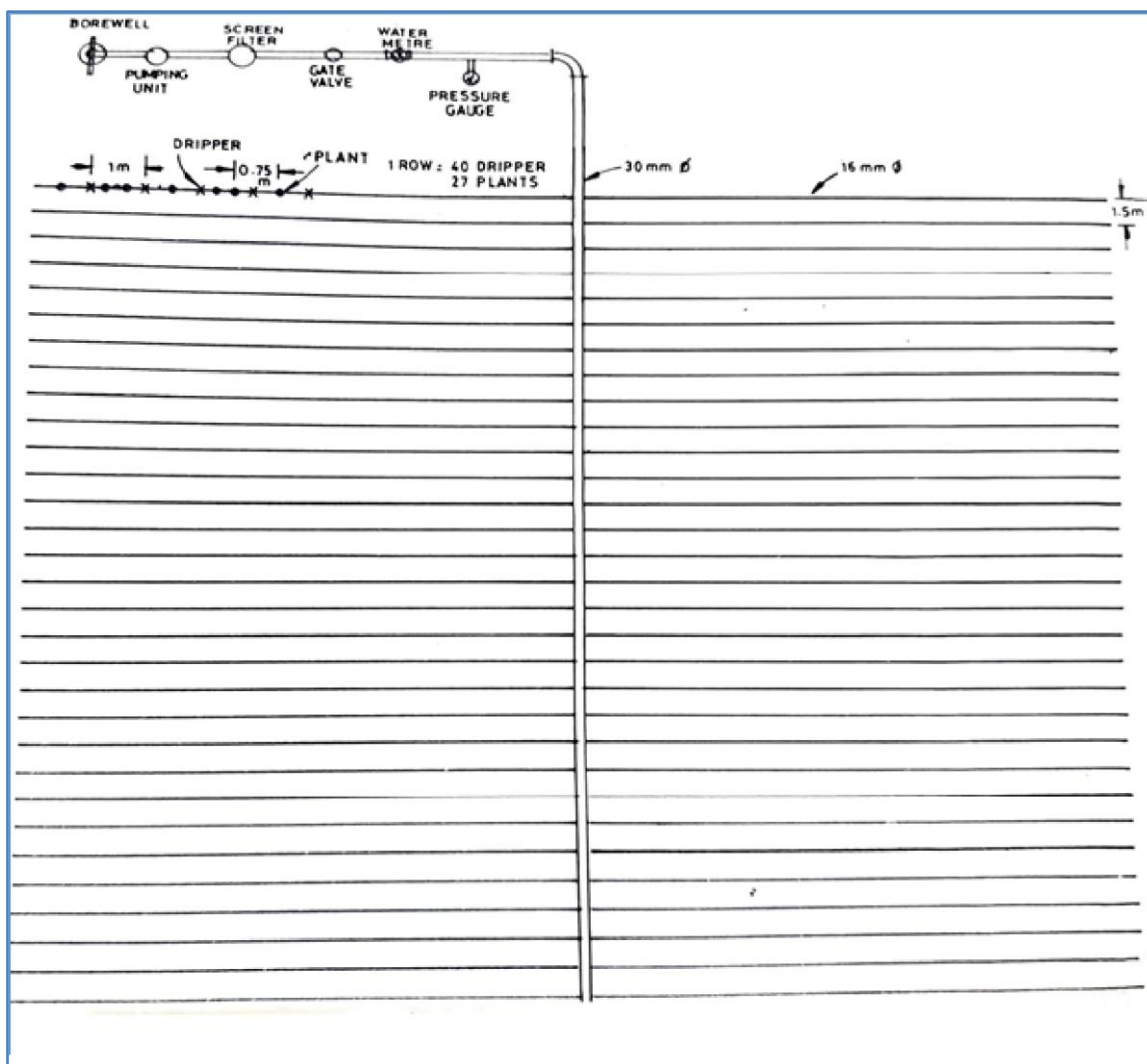 BOREWELL
SCREEN
FILTER
WATER
METRE
PUMPING
UNIT
GATE
VALVE
PRESSURE
GAUGE
DRIPPER
1m
0.75
m
PLANT
1 ROW : 40 DRIPPER
27 PLANTS
30 mm Ø
16 mm Ø
1.5m